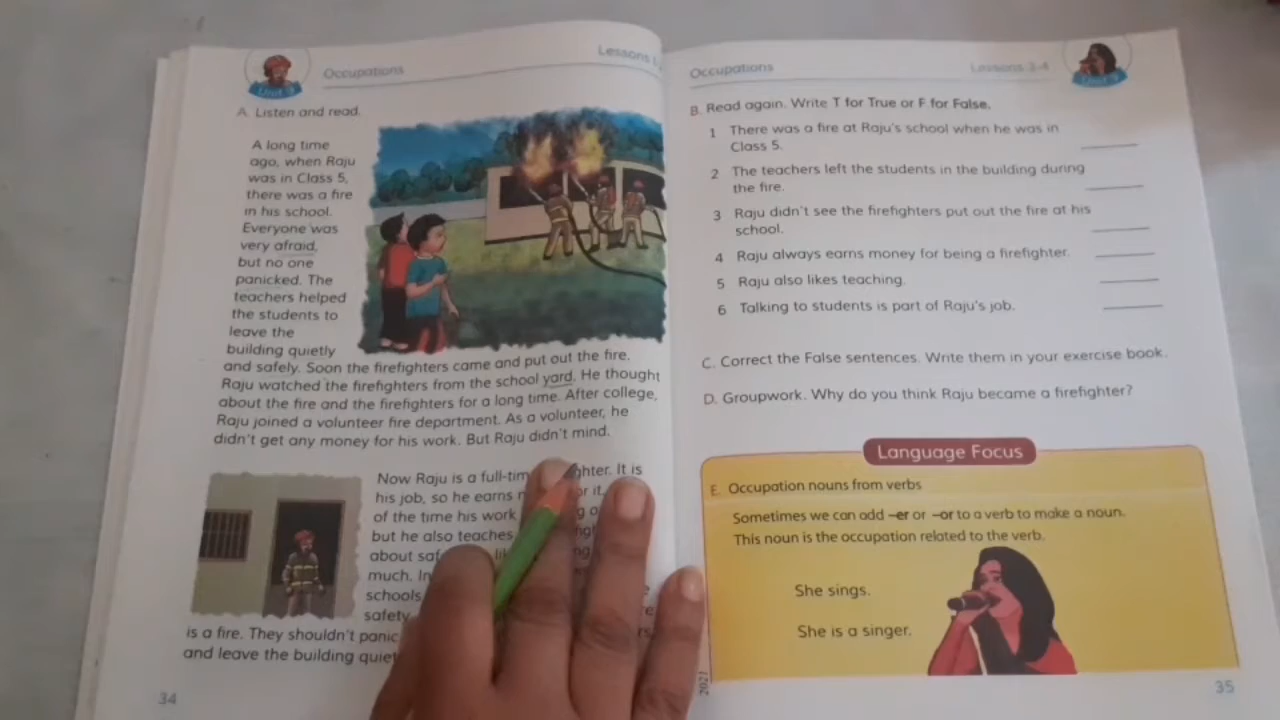 Unit 9
Occupations
Lessons
A. Listen and read.
A long time
ago, when Raju
was in Class 5,
there was a fire
in his school.
Everyone was
very afraid,
but no one
panicked. The
teachers helped
the students to
leave the
building quietly
and safely. Soon the firefighters came and put out the fire.
Raju watched the firefighters from the school yard. He thought
about the fire and the firefighters for a long time. After college,
Raju joined a volunteer fire department. As a volunteer, he
didn't get any money for his work. But Raju didn't mind.
Now Raju is a It is
his job, so he earns
of the time his work
but he also teaches
about
much. In
schools
safety
is a fire. They shouldn't panic
and leave the building
34
Occupations
Lessons 3-4
B. Read again. Write T for True or F for False.
1 There was a fire at Raju's school when he was in
Class 5.
2 The teachers left the students in the building during
the fire.
3 Raju didn't see the firefighters put out the fire at his
school.
4 Raju always earns money for being a firefighter.
5 Raju also likes teaching.
6 Talking to students is part of Raju's job.
C. Correct the False sentences. Write them in your exercise book.
D. Groupwork. Why do you think Raju became a firefighter?
Language Focus
E. Occupation nouns from verbs
Sometimes we can add –er or –or to a verb to make a noun.
This noun is the occupation related to the verb.
She sings.
She is a singer.
2021
35